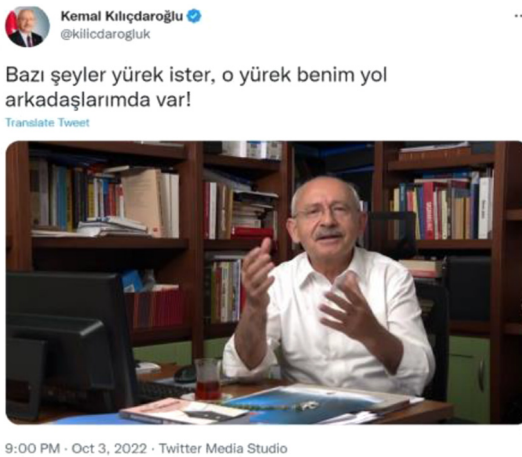 Kemal Kılıçdaroğlu
@kilicdarogluk
Bazı şeyler yürek ister, o yürek benim yol
arkadaşlarımda var!
Translate Tweet
9:00 PM · Oct 3, 2022 · Twitter Media Studio